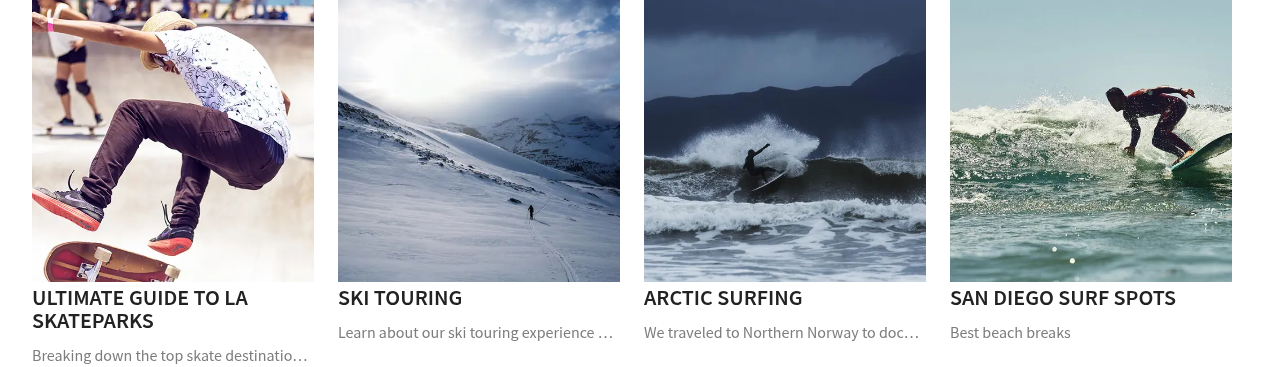 ULTIMATE GUIDE TO LA
SKATEPARKS
Breaking down the top skate destinatio...
SKI TOURING
Learn about our ski touring experience ...
ARCTIC SURFING
We traveled to Northern Norway to doc...
SAN DIEGO SURF SPOTS
Best beach breaks